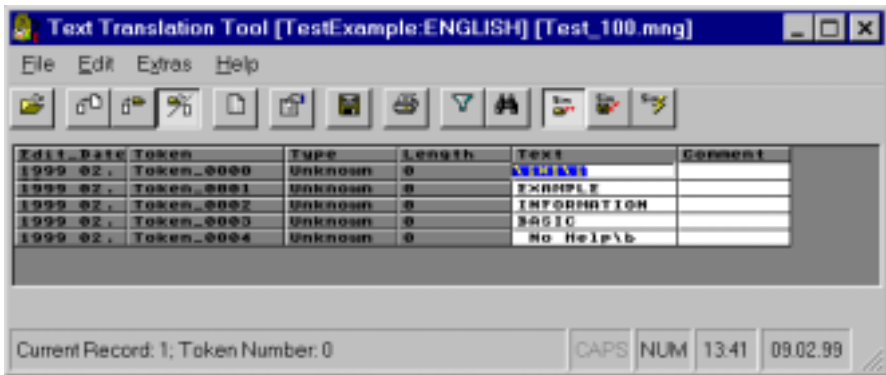 Text Translation Tool [TestExample:ENGLISH] [Test_100.mng]
File Edit Extras Help
Edit_Date Token Type Length Text Comment
1999 02. Token_0000 Unknown 0
1999 02. Token_0001 Unknown 0 EXAMPLE
1999 02. Token_0002 Unknown 0 INFORMATION
1999 02. Token_0003 Unknown 0 BASIC
1999 02. Token_0004 Unknown 0 No Help\b
Current Record: 1; Token Number: 0 CAPS NUM 13:41 09.02.99